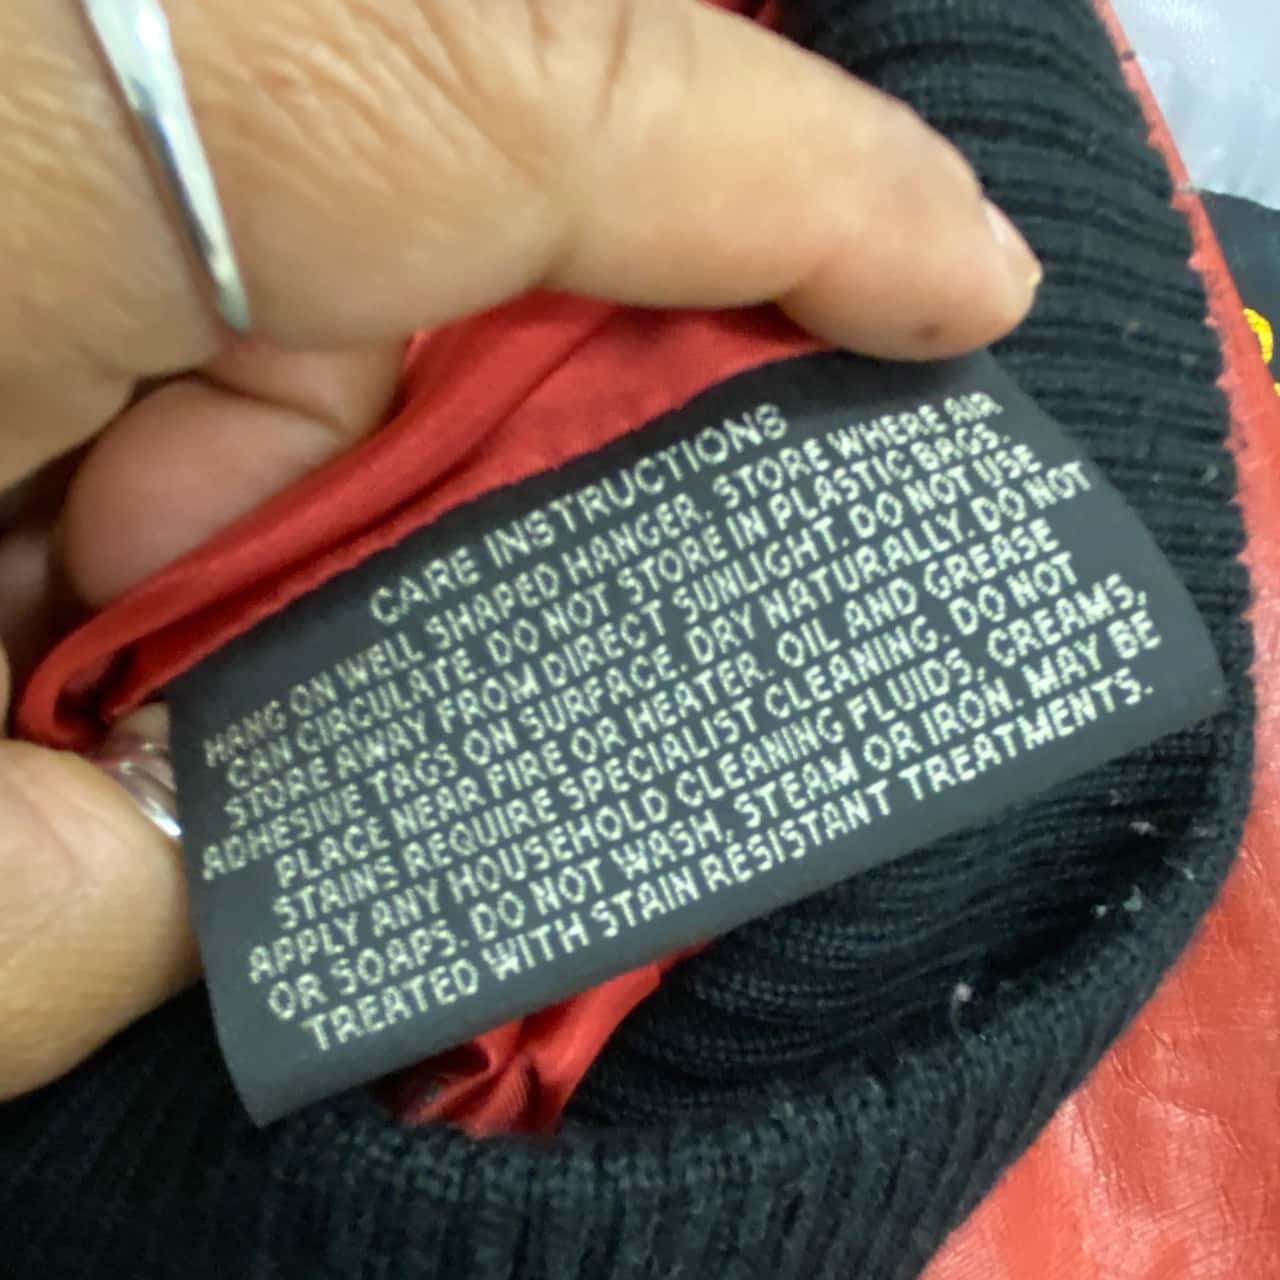 CARE INSTRUCTIONS
HANG ON WELL SHAPED HANGER. STORE WHERE AIR
CAN CIRCULATE. DO NOT STORE IN PLASTIC BAGS.
STORE AWAY FROM DIRECT SUNLIGHT. DO NOT USE
ADHESIVE TAGS ON SURFACE. DRY NATURALLY. DO NOT
PLACE NEAR FIRE OR HEATER. OIL AND GREASE
STAINS REQUIRE SPECIALIST CLEANING. DO NOT
APPLY ANY HOUSEHOLD CLEANING FLUIDS, CREAMS,
OR SOAPS. DO NOT WASH, STEAM OR IRON. MAY BE
TREATED WITH STAIN RESISTANT TREATMENTS.